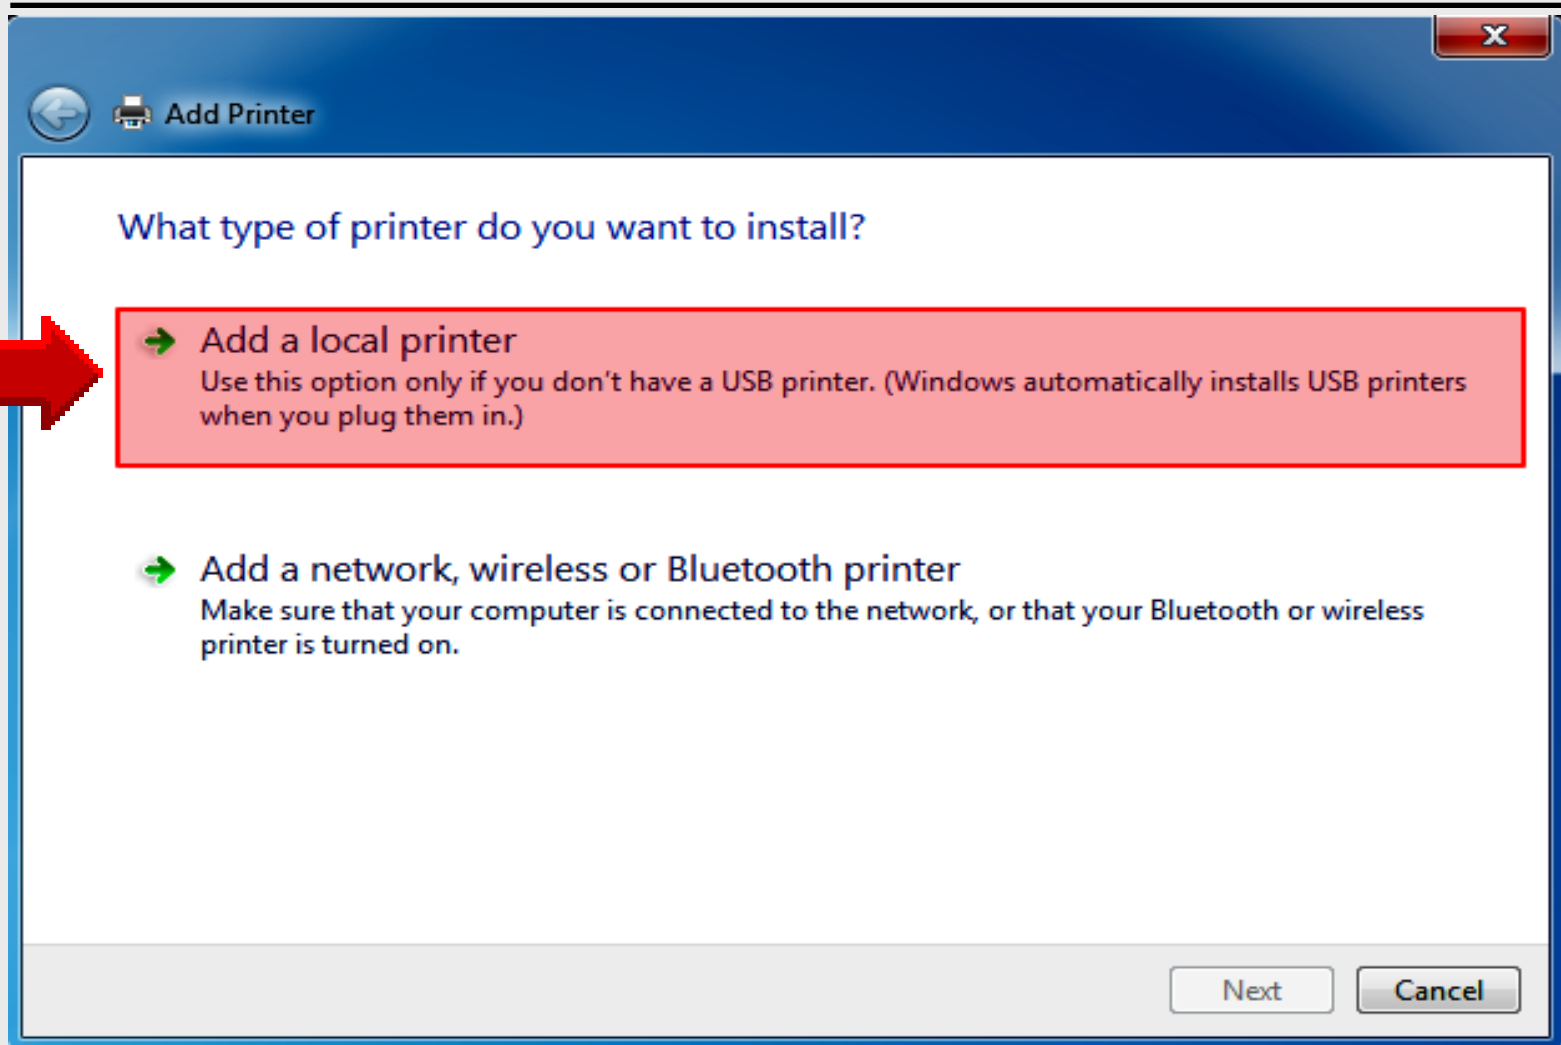 x
Add Printer
What type of printer do you want to install?
Add a local printer
Use this option only if you don't have a USB printer. (Windows automatically installs USB printers
when you plug them in.)
Add a network, wireless or Bluetooth printer
Make sure that your computer is connected to the network, or that your Bluetooth or wireless
printer is turned on.
Next
Cancel